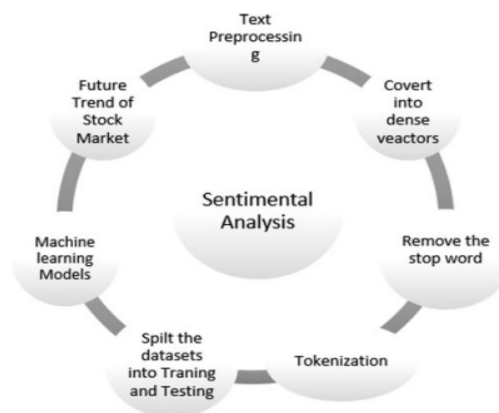 Text
Preprocessin
g
Covert
into
dense
veactors
Remove the
stop word
Tokenization
Spilt the
datasets
into Traning
and Testing
Machine
learning
Models
Future
Trend of
Stock
Market
Sentimental
Analysis